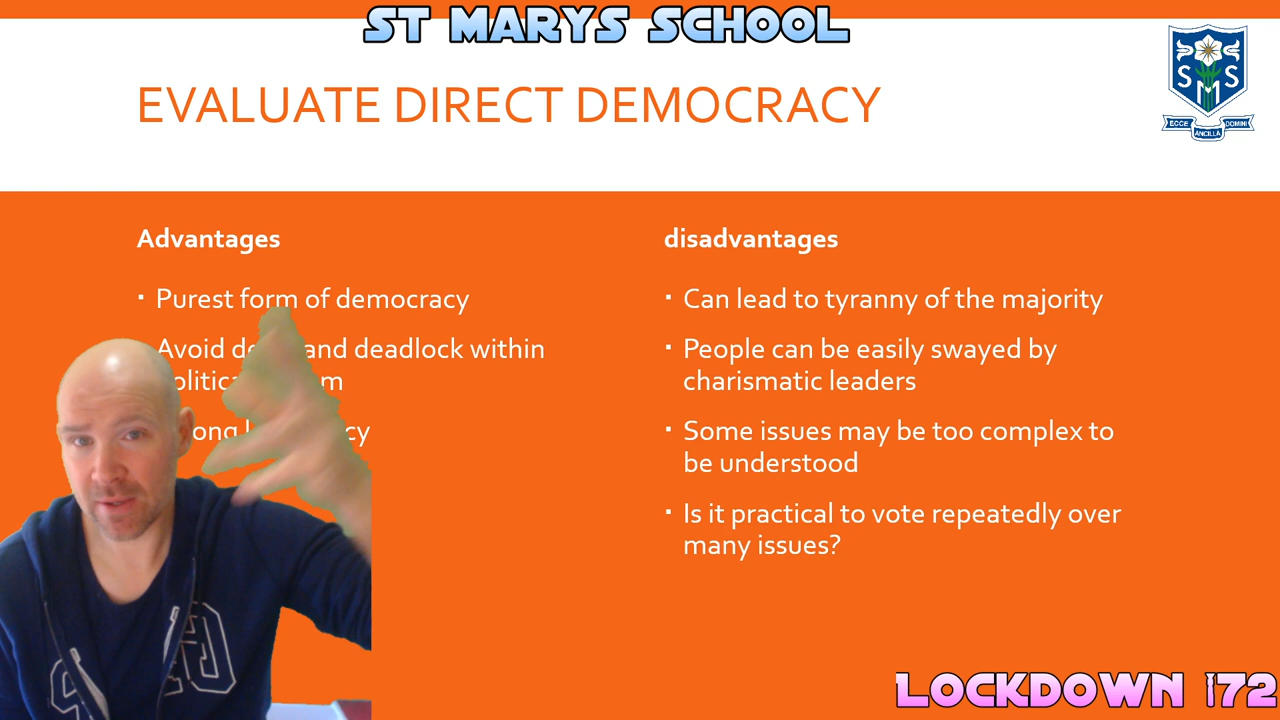 ST MARYS SCHOOL
EVALUATE DIRECT DEMOCRACY
S S
M
ECCE ANCILLA DOMINI
Advantages
▪ Purest form of democracy
Avoid and deadlock within
disadvantages
▪ Can lead to tyranny of the majority
▪ People can be easily swayed by
charismatic leaders
▪ Some issues may be too complex to
be understood
▪ Is it practical to vote repeatedly over
many issues?
LOCKDOWN 172